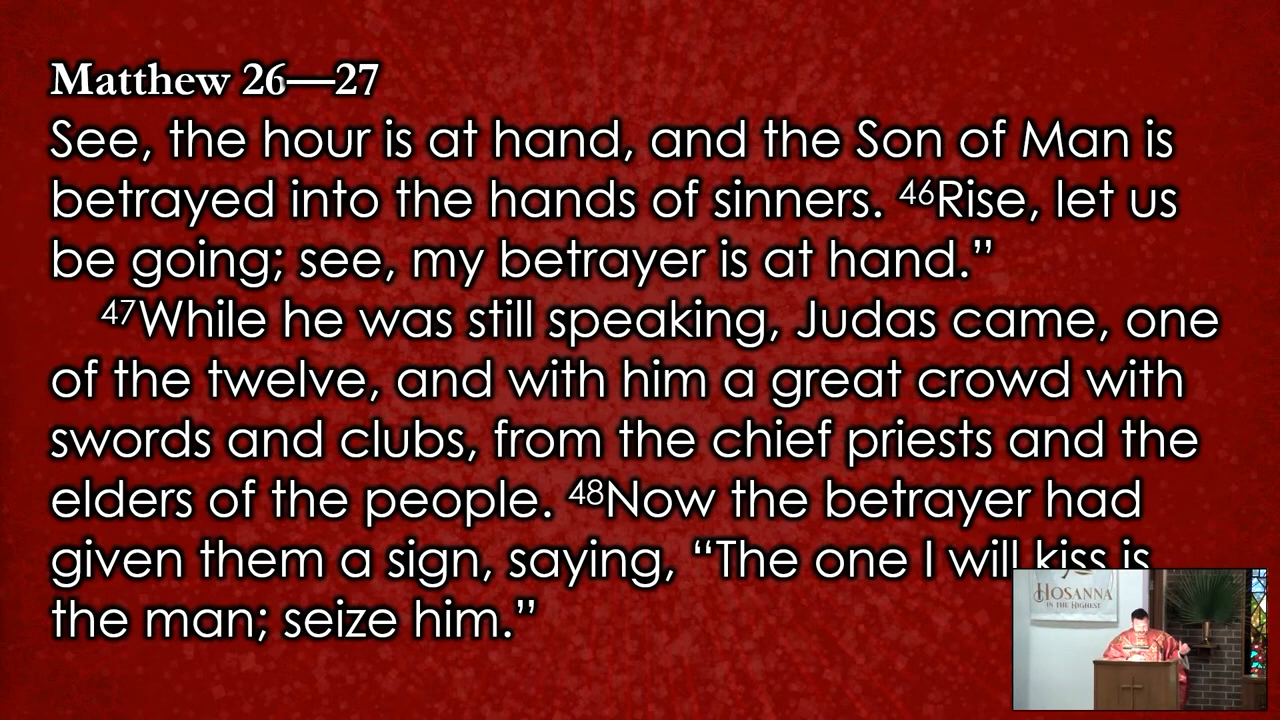 Matthew 26—27
See, the hour is at hand, and the Son of Man is
betrayed into the hands of sinners. 46Rise, let us
be going; see, my betrayer is at hand.”
47While he was still speaking, Judas came, one
of the twelve, and with him a great crowd with
swords and clubs, from the chief priests and the
elders of the people. 48Now the betrayer had
given them a sign, saying, “The one I will kiss is
the man; seize him.”
HOSANNA
IN THE HIGHEST